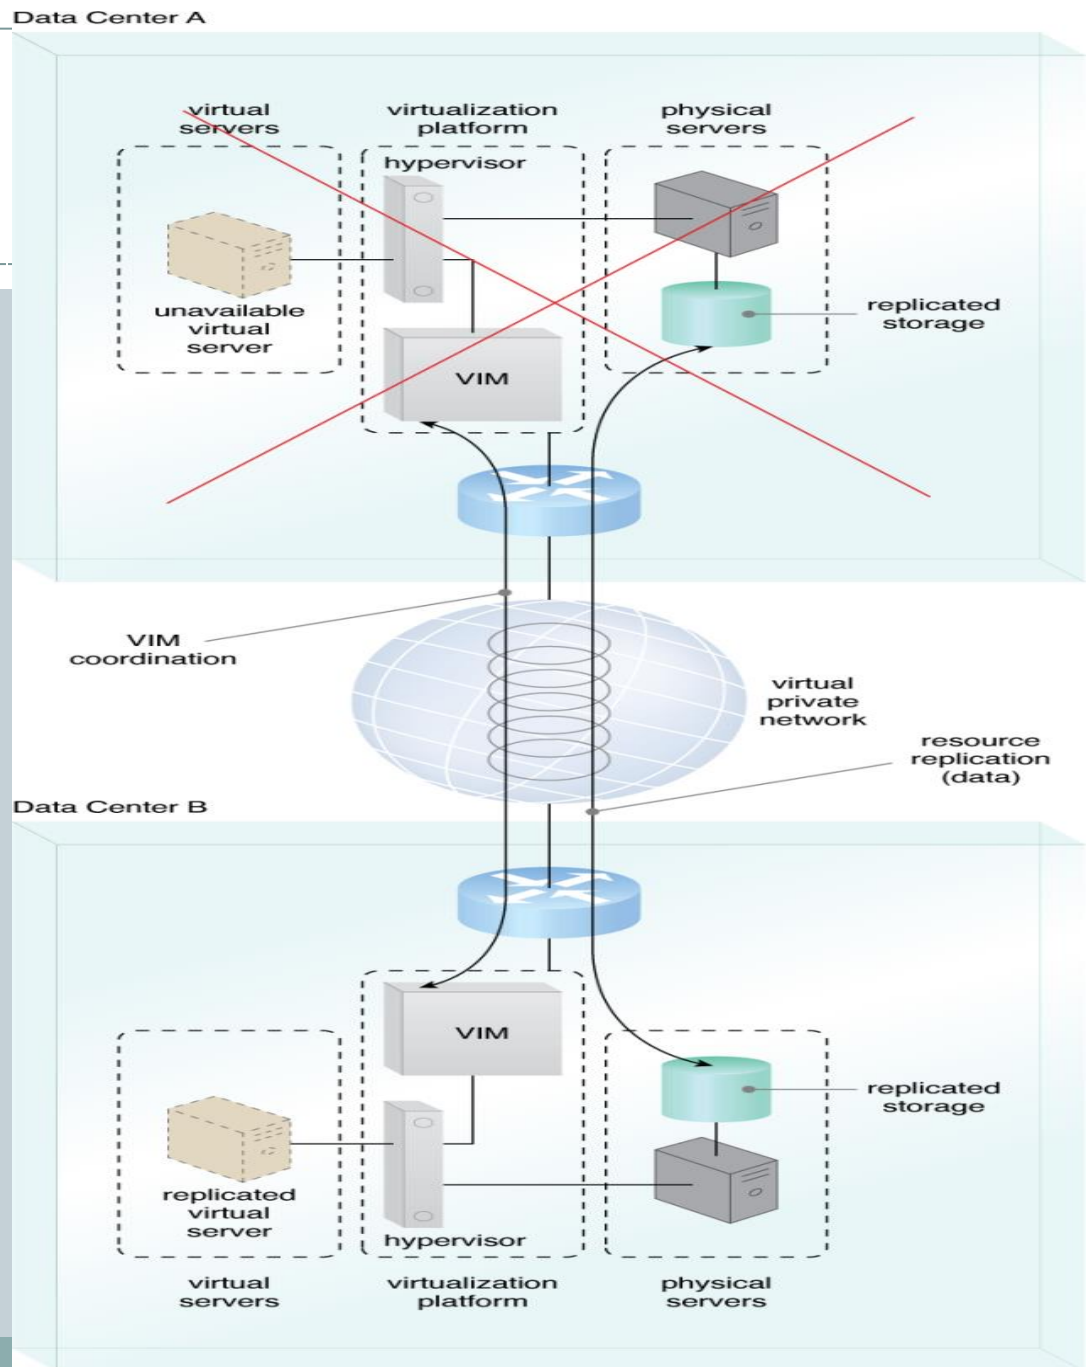 Data Center A
virtual
servers
virtualization
platform
physical
servers
hypervisor
unavailable
virtual
server
VIM
replicated
storage
VIM
coordination
virtual
private
network
resource
replication
(data)
Data Center B
VIM
replicated
storage
replicated
virtual
server
hypervisor
virtual
servers
virtualization
platform
physical
servers